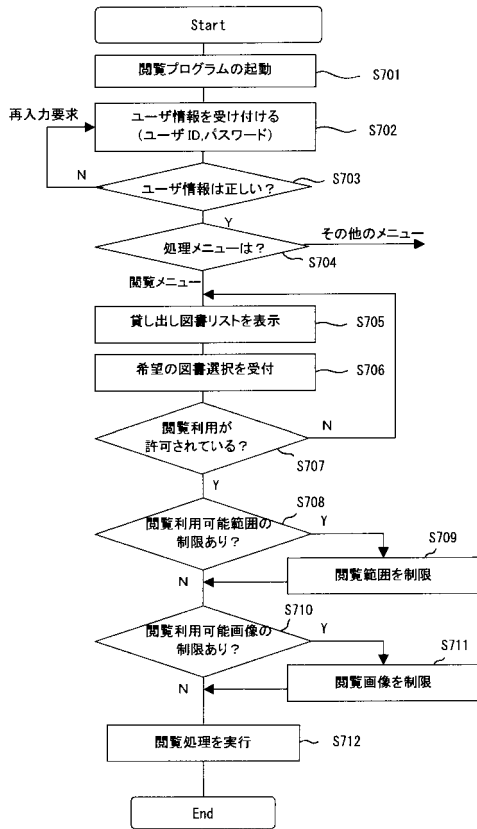 Start
閲覧プログラムの起動
S701
再入力要求
ユーザ情報を受け付ける
(ユーザID,パスワード)
S702
N
ユーザ情報は正しい？
S703
Y
その他のメニュー
処理メニューは？
S704
閲覧メニュー
貸し出し図書リストを表示
S705
希望の図書選択を受付
S706
閲覧利用が
許可されている？
N
S707
Y
S708
閲覧利用可能範囲の
制限あり？
Y
S709
閲覧範囲を制限
N
S710
閲覧利用可能画像の
制限あり？
Y
S711
閲覧画像を制限
N
閲覧処理を実行
S712
End